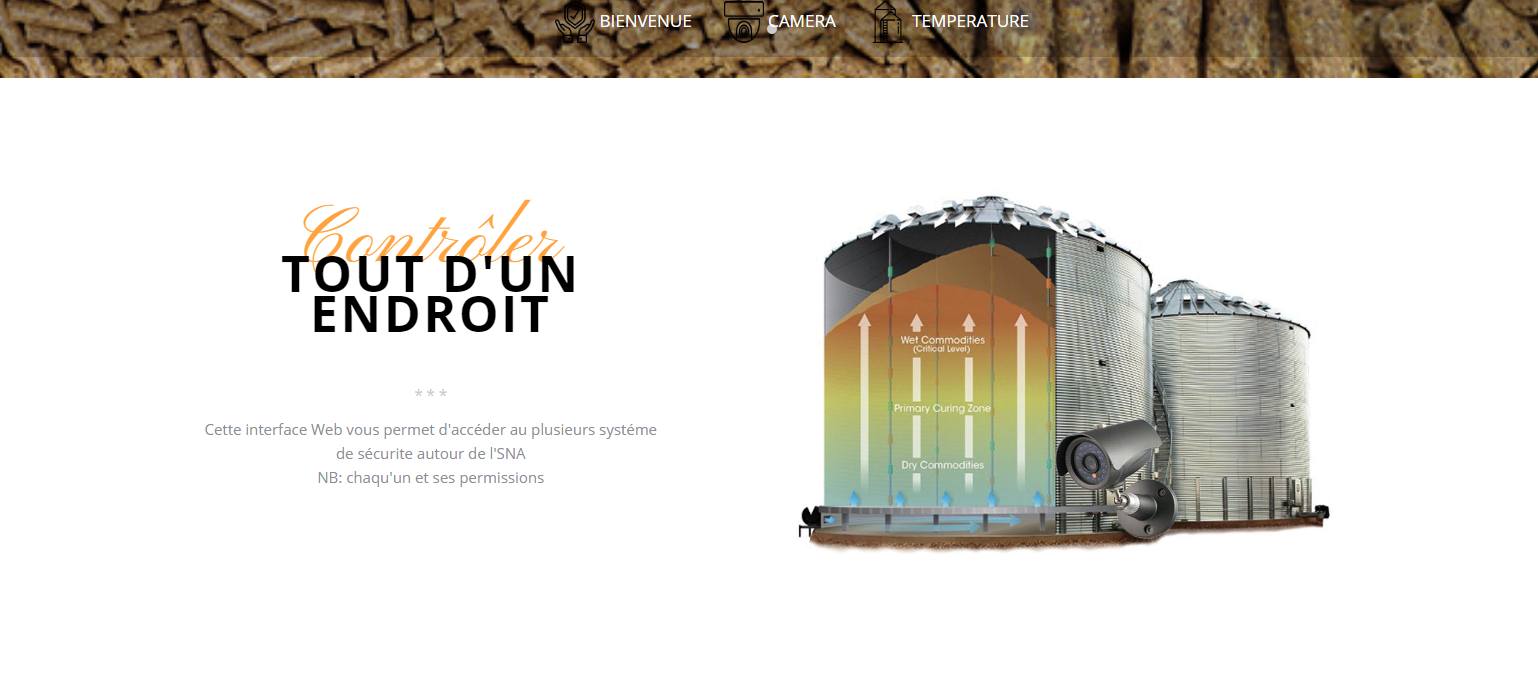 BIENVENUE CAMERA TEMPERATURE
Contrôler
TOUT D'UN
ENDROIT
***
Cette interface Web vous permet d'accéder au plusieurs systéme
de sécurite autour de l'SNA
NB: chaqu'un et ses permissions
Wet Commodities
(Critical Level)
Primary Curing Zone
Dry Commodities